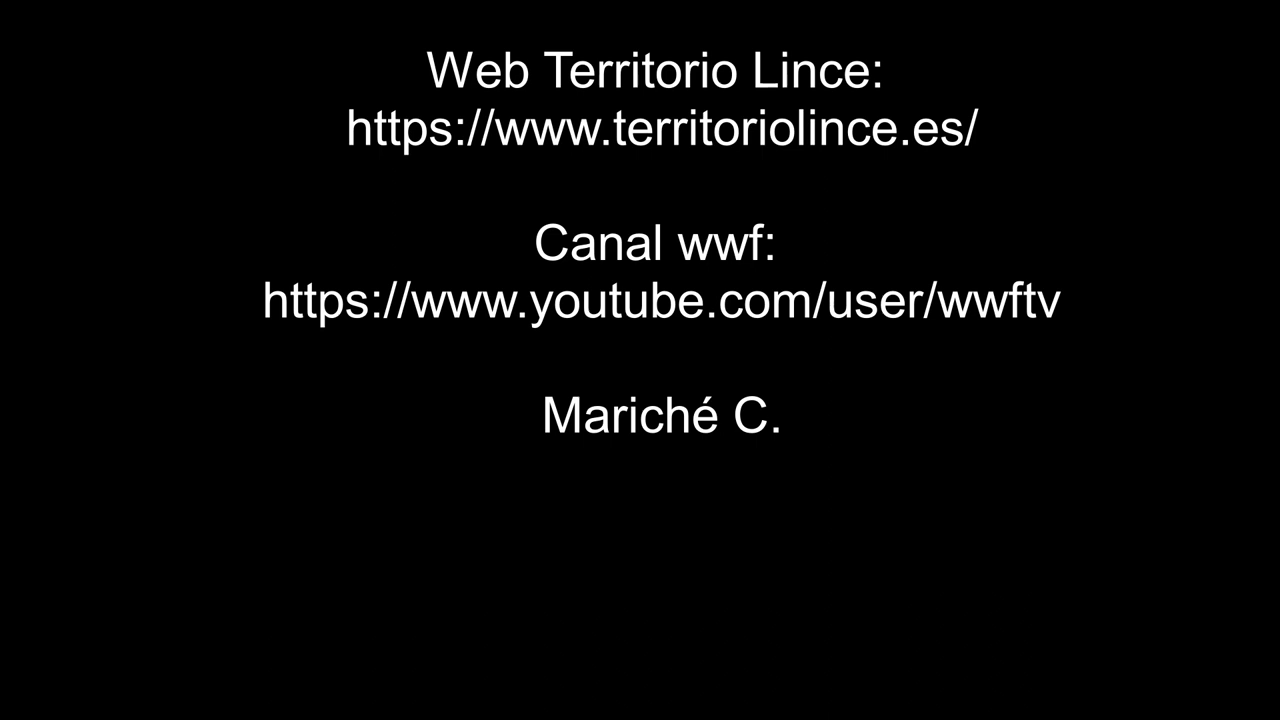 Web Territorio Lince:
https://www.territoriolince.es/
Canal wwf:
https://www.youtube.com/user/wwftv
Mariché C.